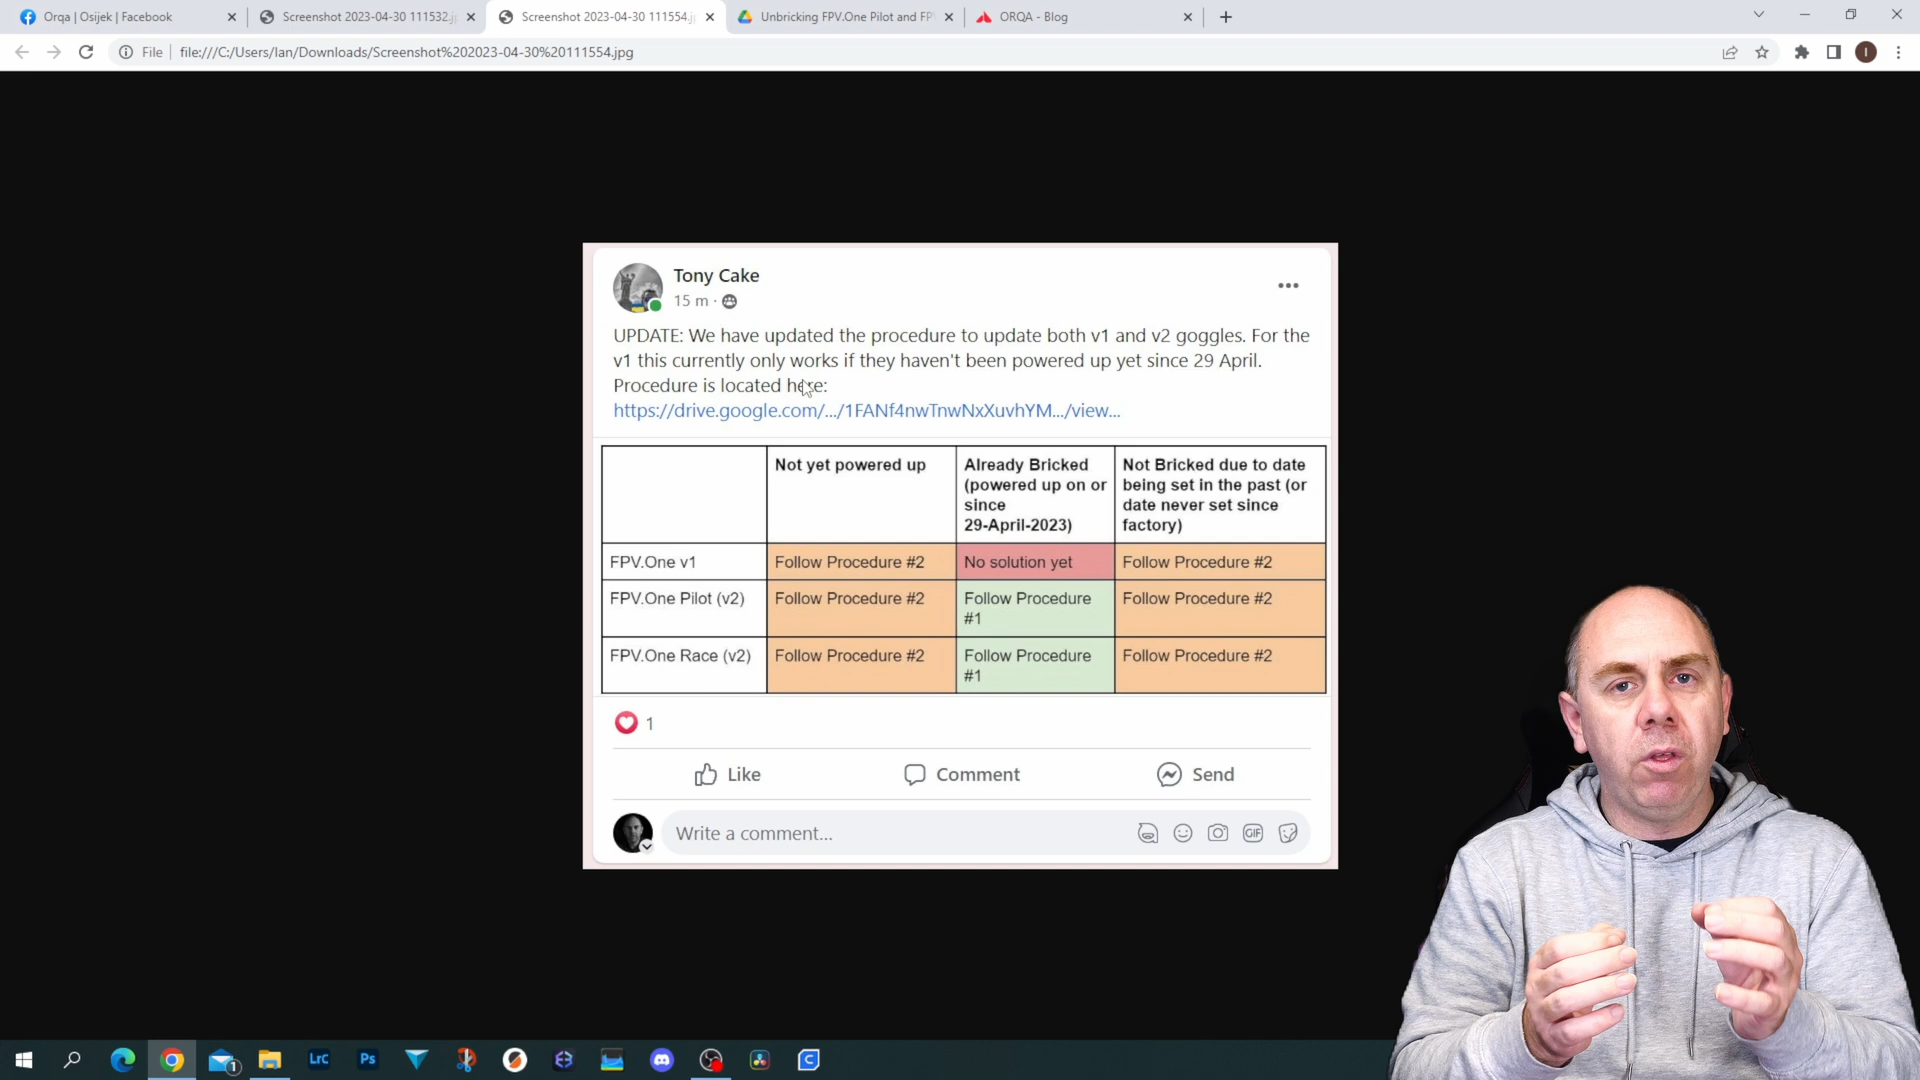 Orqa | Osijek | Facebook
Screenshot 2023-04-30 111532.j
Screenshot 2023-04-30 111554.j
Unbricking FPV.One Pilot and FP
ORQA - Blog
File
file:///C:/Users/Ian/Downloads/Screenshot%202023-04-30%20111554.jpg
I
Tony Cake
15 m ·
UPDATE: We have updated the procedure to update both v1 and v2 goggles. For the
v1 this currently only works if they haven't been powered up yet since 29 April.
Procedure is located here:
https://drive.google.com/.../1FANf4nwTnwNxXuvhYM.../view...
Not yet powered up
Already Bricked
(powered up on or
since
29-April-2023)
Not Bricked due to date
being set in the past (or
date never set since
factory)
FPV.One v1
Follow Procedure #2
No solution yet
Follow Procedure #2
FPV.One Pilot (v2)
Follow Procedure #2
Follow Procedure
#1
Follow Procedure #2
FPV.One Race (v2)
Follow Procedure #2
Follow Procedure
#1
Follow Procedure #2
1
Like
Comment
Send
Write a comment...
GIF
1
LrC
Ps
C